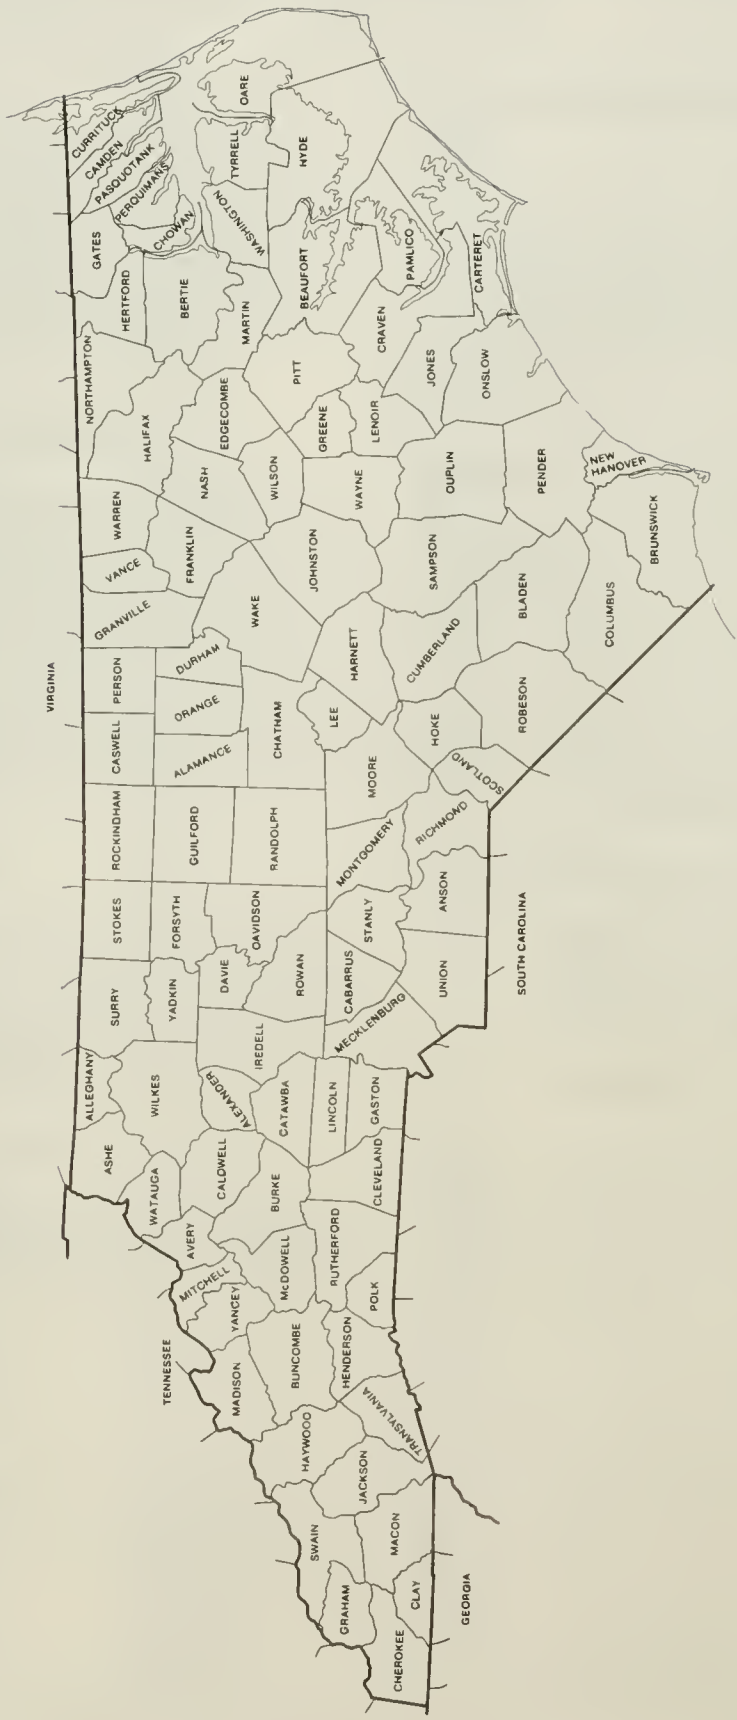 VIRGINIA
TENNESSEE
GEORGIA
SOUTH CAROLINA
CHEROKEE
GRAHAM
CLAY
SWAIN
MACON
JACKSON
HAYWOOO
TRANSYLVANIA
MADISON
BUNCOMBE
HENDERSON
YANCEY
MITCHELL
McDOWELL
POLK
RUTHERFORD
AVERY
WATAUGA
ASHE
ALLEGHANY
WILKES
CALDWELL
BURKE
CLEVELAND
ALEXANDER
CATAWBA
LINCOLN
GASTON
SURRY
YADKIN
IREDELL
DAVIE
ROWAN
MECKLENBURG
CABARRUS
UNION
STOKES
FORSYTH
OAVIDSON
STANLY
ANSON
ROCKINDHAM
GUILFORD
RANDOLPH
MONTGOMERY
RICHMOND
CASWELL
ALAMANCE
CHATHAM
MOORE
SCOTLAND
PERSON
ORANGE
DURHAM
LEE
HOKE
ROBESON
GRANVILLE
WAKE
HARNETT
CUMBERLAND
BLADEN
COLUMBUS
VANCE
WARREN
FRANKLIN
JOHNSTON
SAMPSON
BRUNSWICK
HALIFAX
NASH
WILSON
WAYNE
OUPLIN
PENDER
NEW
HANOVER
NORTHAMPTON
EDGECOMBE
PITT
GREENE
LENOIR
JONES
ONSLOW
HERTFORD
BERTIE
MARTIN
BEAUFORT
CRAVEN
PAMLICO
CARTERET
GATES
CHOWAN
PERQUIMANS
PASQUOTANK
CAMDEN
CURRITUCK
WASHINGTON
TYRRELL
HYDE
OARE